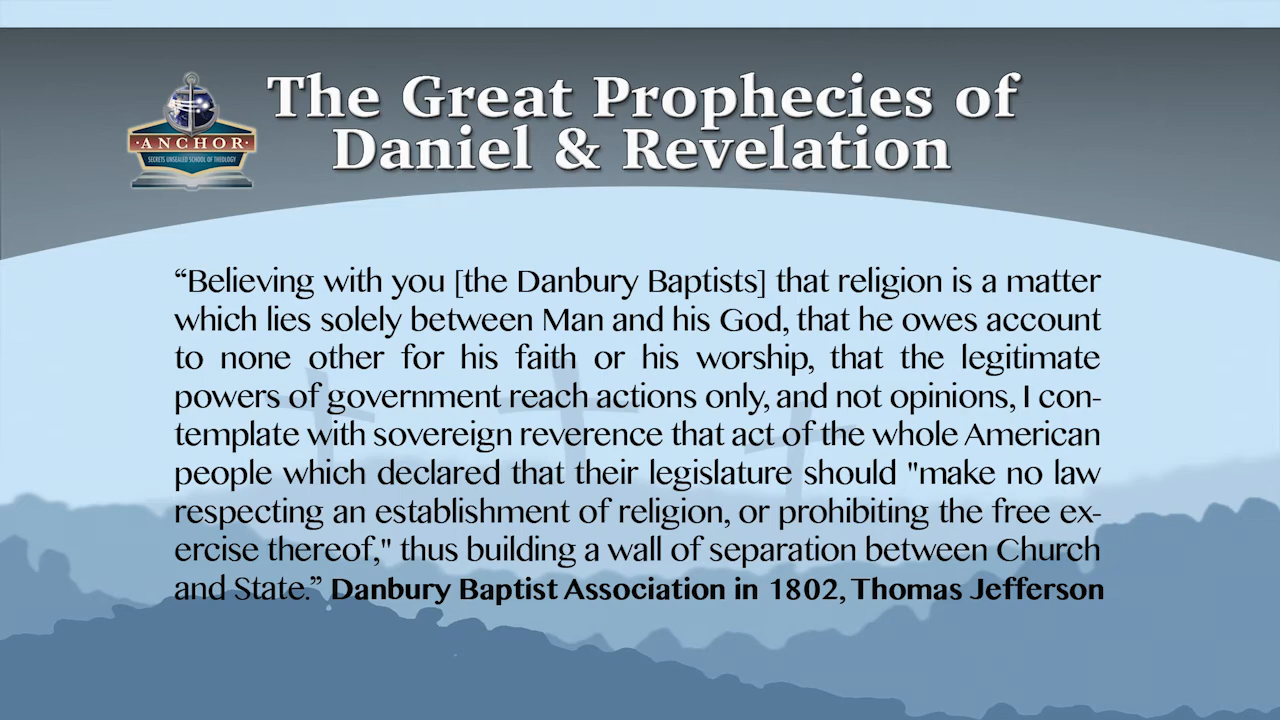 The Great Prophecies of
Daniel & Revelation
·ANCHOR·
SECRETS UNSEALED SCHOOL OF THEOLOGY
“Believing with you [the Danbury Baptists] that religion is a matter
which lies solely between Man and his God, that he owes account
to none other for his faith or his worship, that the legitimate
powers of government reach actions only, and not opinions, I con-
template with sovereign reverence that act of the whole American
people which declared that their legislature should "make no law
respecting an establishment of religion, or prohibiting the free ex-
ercise thereof," thus building a wall of separation between Church
and State.” Danbury Baptist Association in 1802, Thomas Jefferson